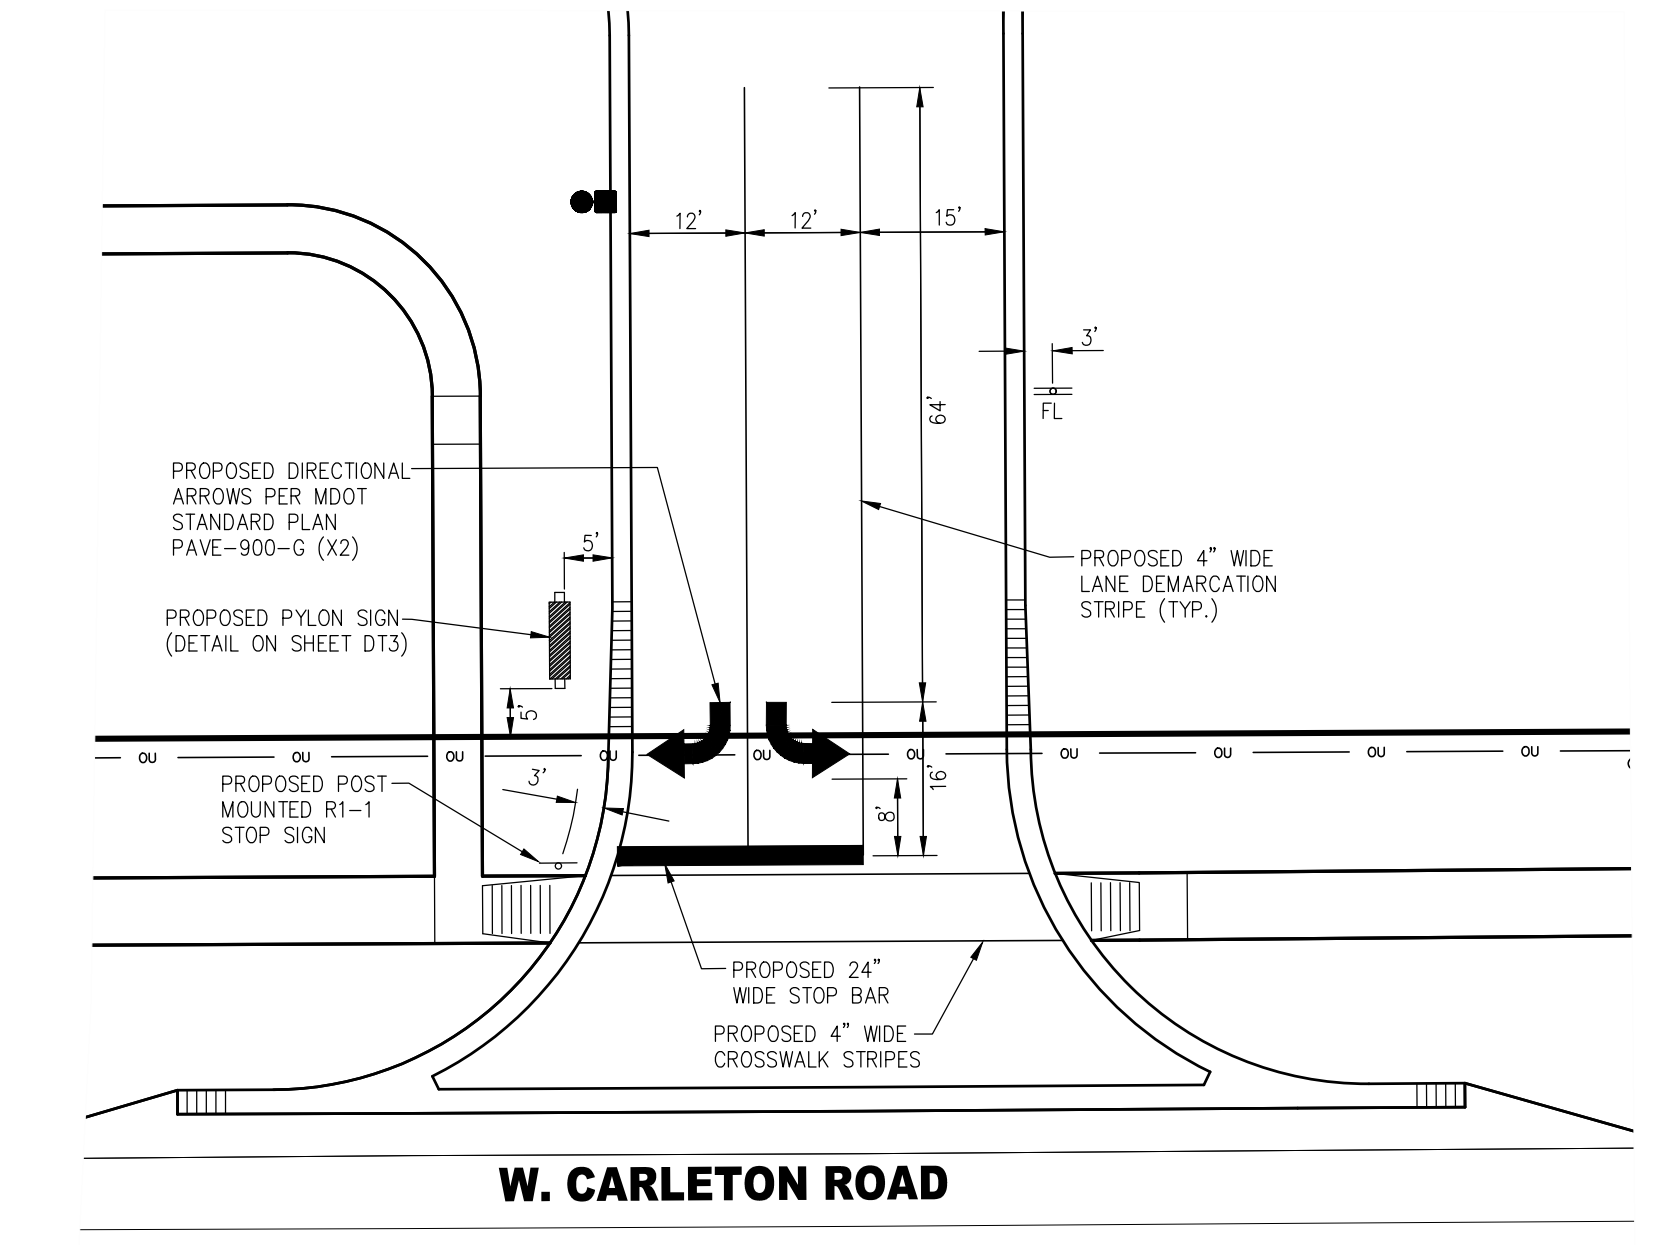 12’ 12’ 15’
3’
64’
FL
PROPOSED DIRECTIONAL
ARROWS PER MDOT
STANDARD PLAN
PAVE-900-G (X2)
5’
PROPOSED 4” WIDE
LANE DEMARCATION
STRIPE (TYP.)
PROPOSED PYLON SIGN
(DETAIL ON SHEET DT3)
5’
OU OU OU OU OU OU OU OU OU OU
PROPOSED POST
MOUNTED R1-1
STOP SIGN
3’
16’
8’
PROPOSED 24”
WIDE STOP BAR
PROPOSED 4” WIDE
CROSSWALK STRIPES
W. CARLETON ROAD